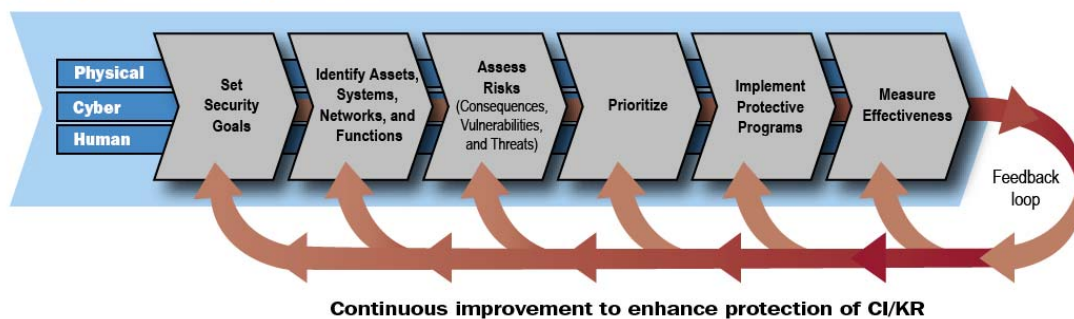 Physical
Cyber
Human
Set
Security
Goals
Identify Assets,
Systems,
Networks, and
Functions
Assess
Risks
(Consequences,
Vulnerabilities,
and Threats)
Prioritize
Implement
Protective
Programs
Measure
Effectiveness
Feedback
loop
Continuous improvement to enhance protection of CI/KR